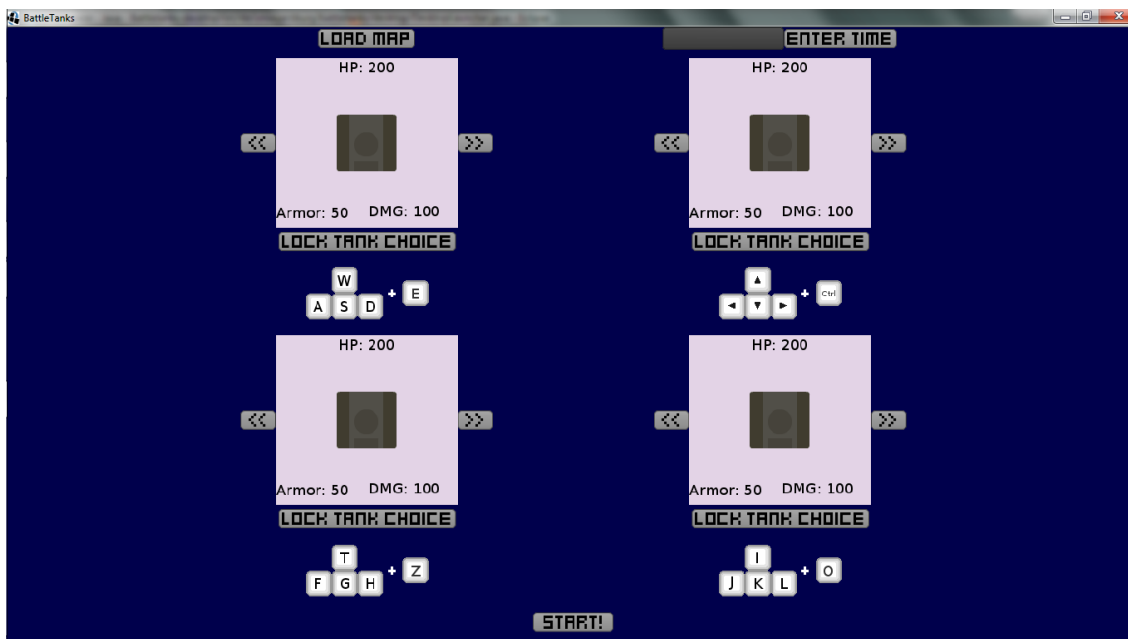 BattleTanks
LOAD MAP
ENTER TIME
HP: 200
HP: 200
<<
>>
<<
>>
Armor: 50 DMG: 100
Armor: 50 DMG: 100
LOCK TANK CHOICE
LOCK TANK CHOICE
W
A S D + E
+ Ctrl
HP: 200
HP: 200
<<
>>
<<
>>
Armor: 50 DMG: 100
Armor: 50 DMG: 100
LOCK TANK CHOICE
LOCK TANK CHOICE
T
F G H + Z
I
J K L + O
START!